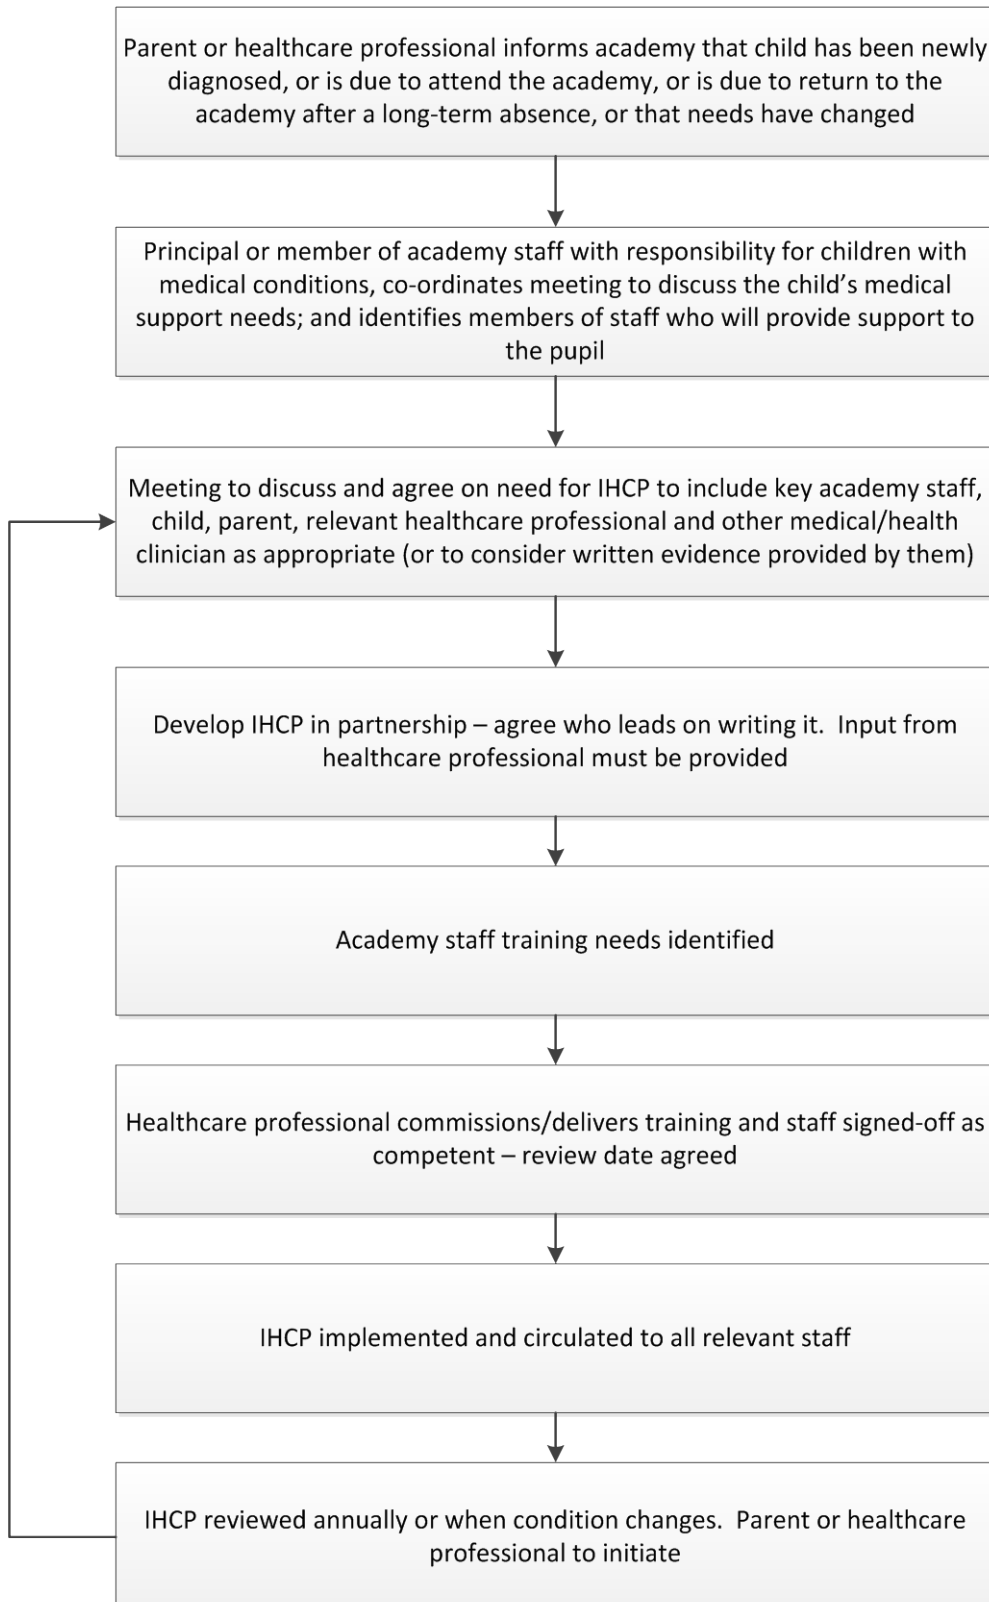 Parent or healthcare professional informs academy that child has been newly
diagnosed, or is due to attend the academy, or is due to return to the
academy after a long-term absence, or that needs have changed
Principal or member of academy staff with responsibility for children with
medical conditions, co-ordinates meeting to discuss the child’s medical
support needs; and identifies members of staff who will provide support to
the pupil
Meeting to discuss and agree on need for IHCP to include key academy staff,
child, parent, relevant healthcare professional and other medical/health
clinician as appropriate (or to consider written evidence provided by them)
Develop IHCP in partnership – agree who leads on writing it.  Input from
healthcare professional must be provided
Academy staff training needs identified
Healthcare professional commissions/delivers training and staff signed-off as
competent – review date agreed
IHCP implemented and circulated to all relevant staff
IHCP reviewed annually or when condition changes.  Parent or healthcare
professional to initiate